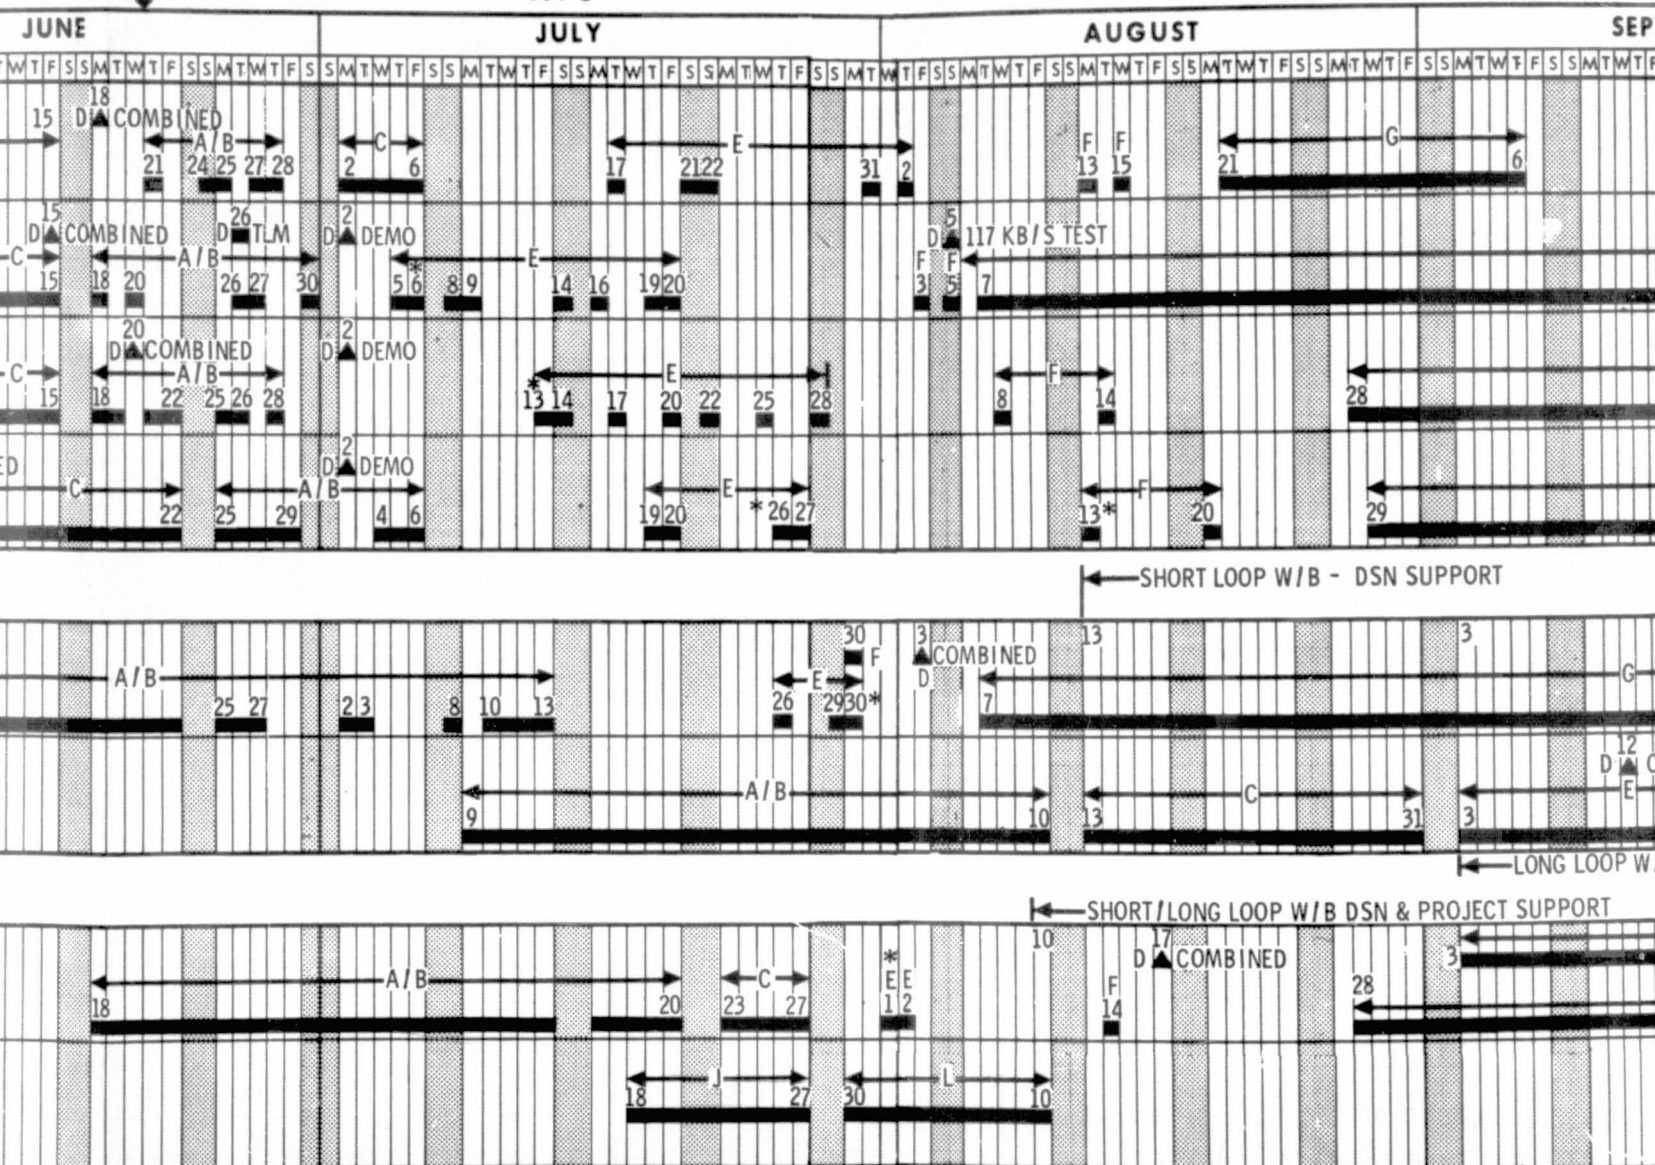 JUNE JULY AUGUST SEP
W T F S S M T W T F S S M T W T F S S M T W T F S S M T W T F S S M T W T F S S M T W T F S S M T W T F S S M T W T F S S M T W T F S S M T W T F S S M T W T F S S M T W T F S S M T W T
18
15 D COMBINED
A/B C E F F G
21 24 25 27 28 2 6 17 21 22 31 2 13 15 21 6
15 26 2 5
D COMBINED D TLM D DEMO D 117 KB/S TEST
C A/B * E F F
15 18 20 26 27 30 5 6 8 9 14 16 19 20 3 5 7
20 2
D COMBINED D DEMO
C A/B * E F
15 18 22 25 26 28 13 14 17 20 22 25 28 8 14 28
2
ED D DEMO
C A/B E F
22 25 29 4 6 19 20 * 26 27 13 * 20 29
SHORT LOOP W/B - DSN SUPPORT
30 3 13 3
F COMBINED
A/B E D G
25 27 2 3 8 10 13 26 29 30 * 7
12
D C
A/B C E
9 10 13 31 3
LONG LOOP W/
SHORT/LONG LOOP W/B DSN & PROJECT SUPPORT
10 17
* D COMBINED 3
A/B C E E F 28
18 20 23 27 1 2 14
J L
18 27 30 10